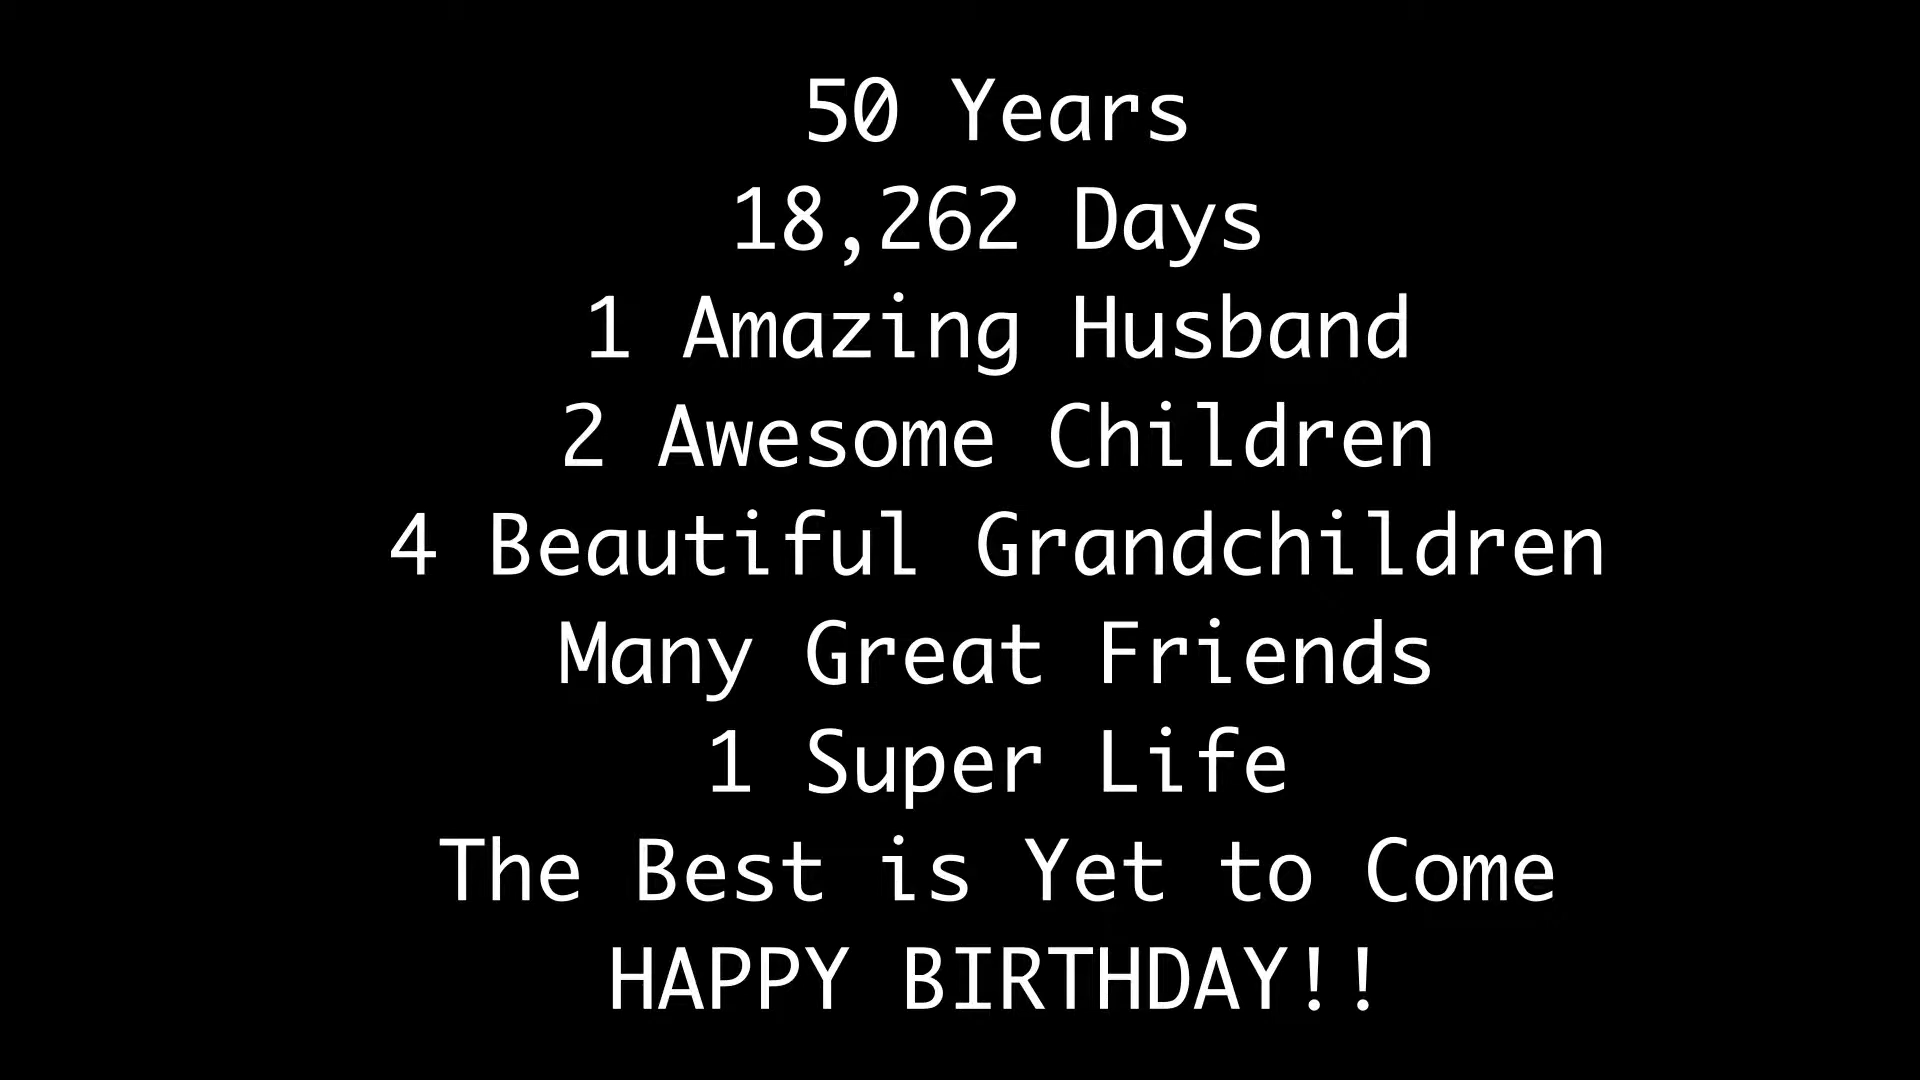 50 Years
18,262 Days
1 Amazing Husband
2 Awesome Children
4 Beautiful Grandchildren
Many Great Friends
1 Super Life
The Best is Yet to Come
HAPPY BIRTHDAY!!